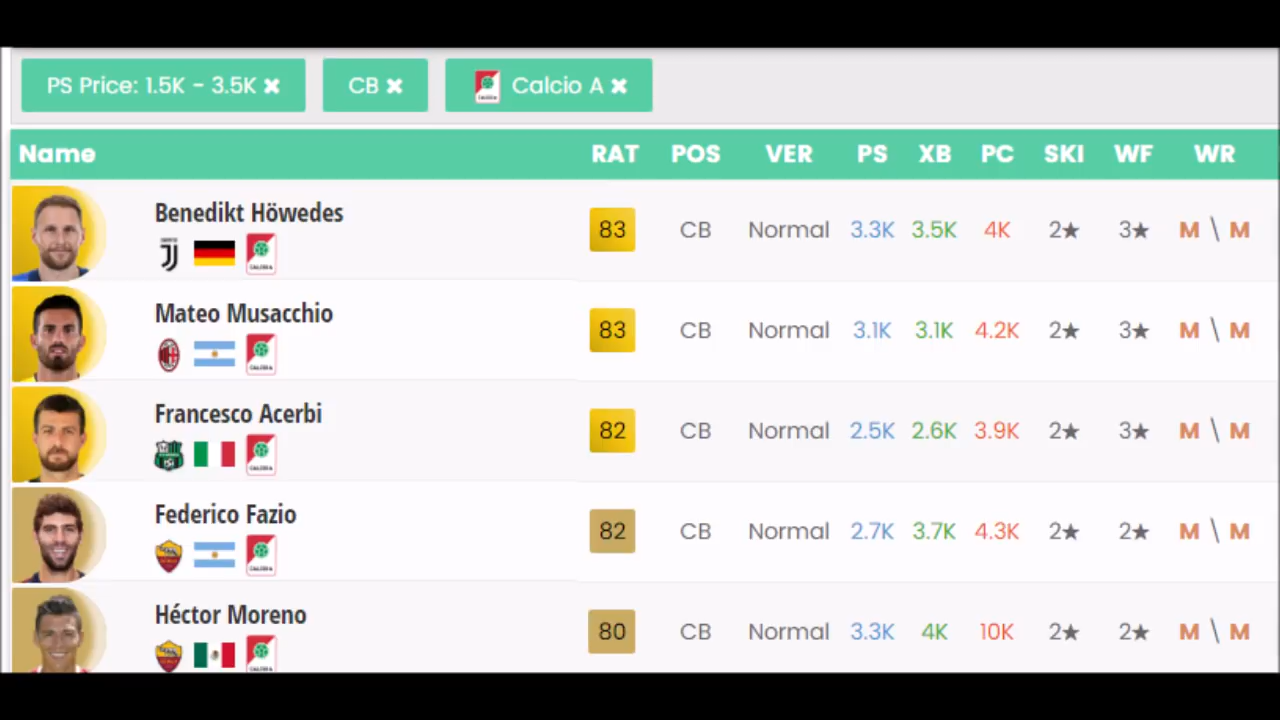 PS Price: 1.5K - 3.5K ✖ CB ✖ Calcio A ✖
Name RAT POS VER PS XB PC SKI WF WR
Benedikt Höwedes
83 CB Normal 3.3K 3.5K 4K 2★ 3★ M \ M
Mateo Musacchio
83 CB Normal 3.1K 3.1K 4.2K 2★ 3★ M \ M
Francesco Acerbi
82 CB Normal 2.5K 2.6K 3.9K 2★ 3★ M \ M
Federico Fazio
82 CB Normal 2.7K 3.7K 4.3K 2★ 2★ M \ M
Héctor Moreno
80 CB Normal 3.3K 4K 10K 2★ 2★ M \ M